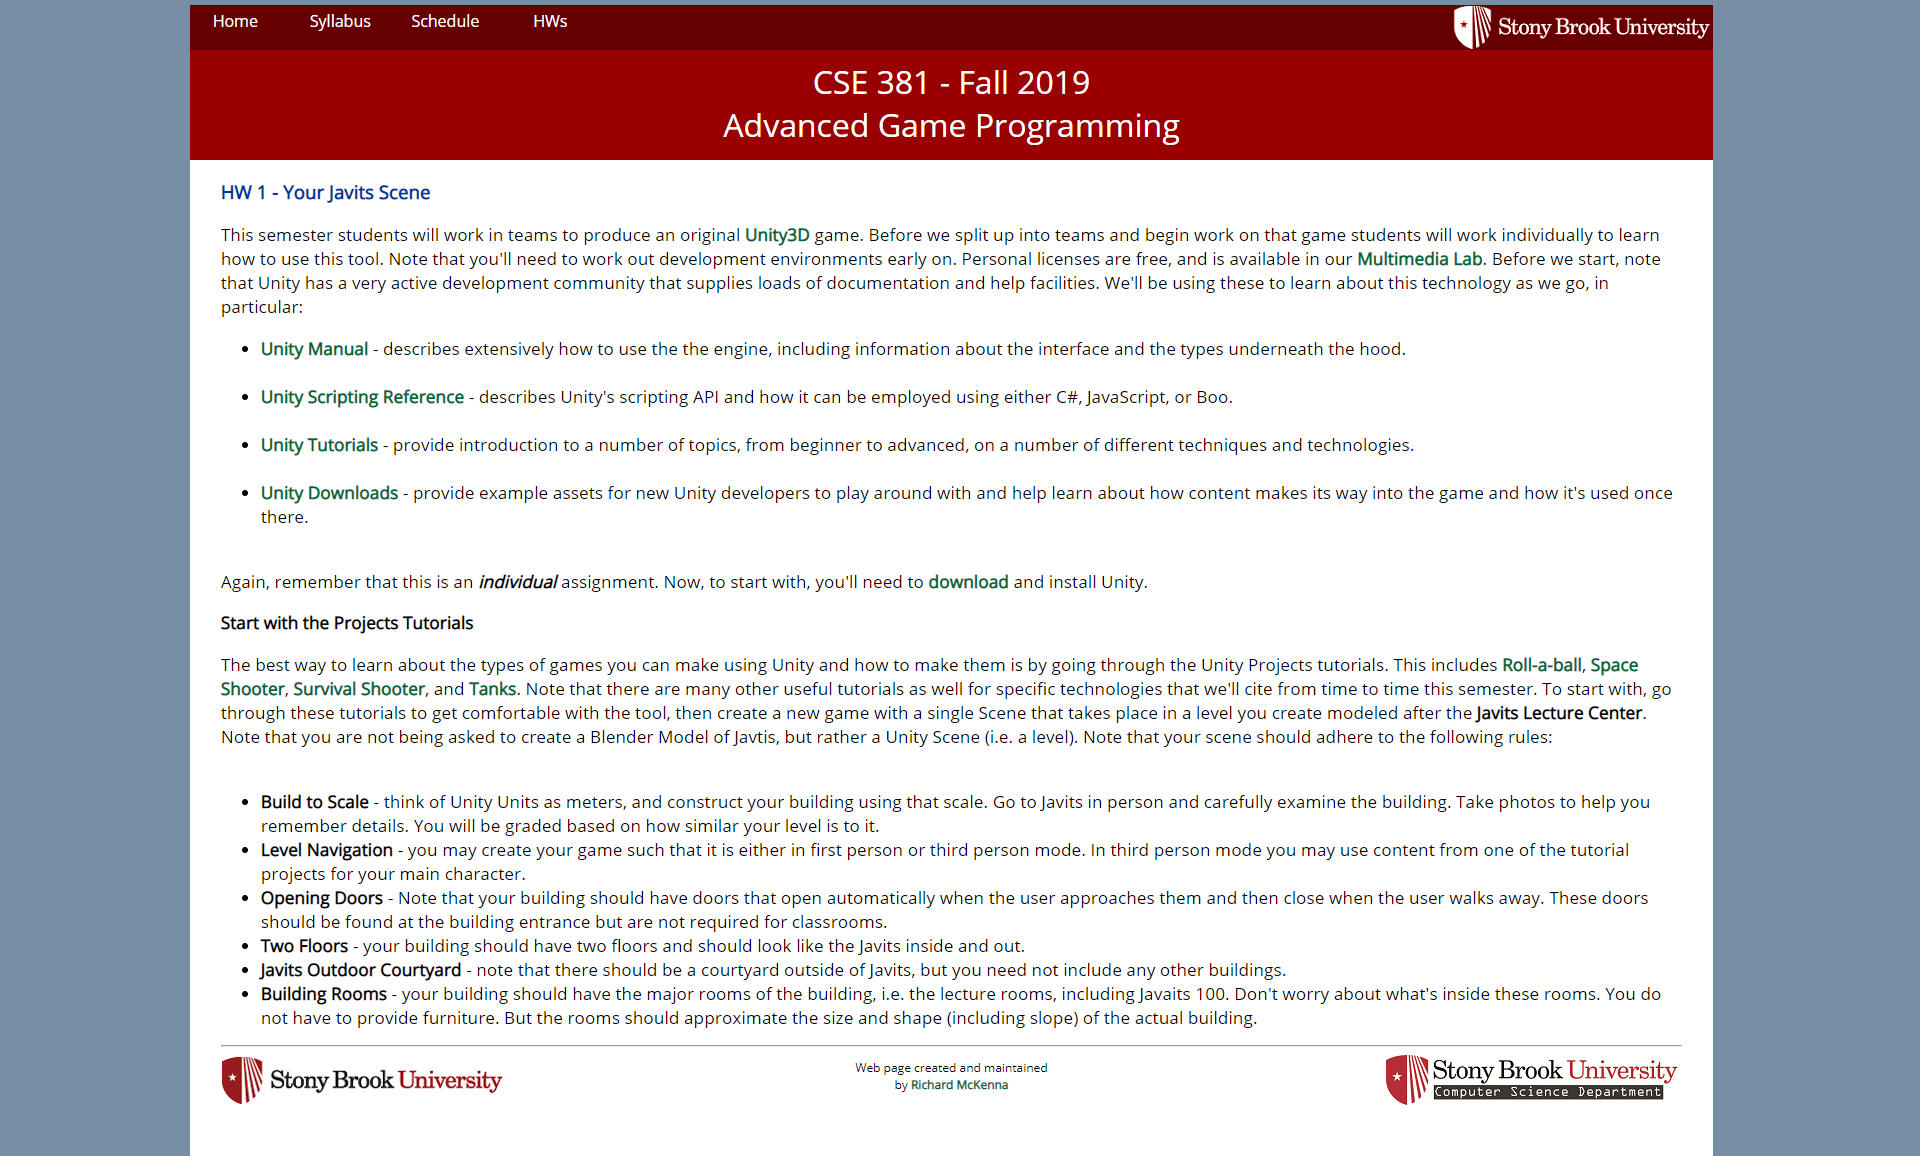 Home Syllabus Schedule HWs Stony Brook University
CSE 381 - Fall 2019
Advanced Game Programming
HW 1 - Your Javits Scene
This semester students will work in teams to produce an original Unity3D game. Before we split up into teams and begin work on that game students will work individually to learn
how to use this tool. Note that you'll need to work out development environments early on. Personal licenses are free, and is available in our Multimedia Lab. Before we start, note
that Unity has a very active development community that supplies loads of documentation and help facilities. We'll be using these to learn about this technology as we go, in
particular:
• Unity Manual - describes extensively how to use the the engine, including information about the interface and the types underneath the hood.
• Unity Scripting Reference - describes Unity's scripting API and how it can be employed using either C#, JavaScript, or Boo.
• Unity Tutorials - provide introduction to a number of topics, from beginner to advanced, on a number of different techniques and technologies.
• Unity Downloads - provide example assets for new Unity developers to play around with and help learn about how content makes its way into the game and how it's used once
there.
Again, remember that this is an individual assignment. Now, to start with, you'll need to download and install Unity.
Start with the Projects Tutorials
The best way to learn about the types of games you can make using Unity and how to make them is by going through the Unity Projects tutorials. This includes Roll-a-ball, Space
Shooter, Survival Shooter, and Tanks. Note that there are many other useful tutorials as well for specific technologies that we'll cite from time to time this semester. To start with, go
through these tutorials to get comfortable with the tool, then create a new game with a single Scene that takes place in a level you create modeled after the Javits Lecture Center.
Note that you are not being asked to create a Blender Model of Javtis, but rather a Unity Scene (i.e. a level). Note that your scene should adhere to the following rules:
• Build to Scale - think of Unity Units as meters, and construct your building using that scale. Go to Javits in person and carefully examine the building. Take photos to help you
remember details. You will be graded based on how similar your level is to it.
• Level Navigation - you may create your game such that it is either in first person or third person mode. In third person mode you may use content from one of the tutorial
projects for your main character.
• Opening Doors - Note that your building should have doors that open automatically when the user approaches them and then close when the user walks away. These doors
should be found at the building entrance but are not required for classrooms.
• Two Floors - your building should have two floors and should look like the Javits inside and out.
• Javits Outdoor Courtyard - note that there should be a courtyard outside of Javits, but you need not include any other buildings.
• Building Rooms - your building should have the major rooms of the building, i.e. the lecture rooms, including Javaits 100. Don't worry about what's inside these rooms. You do
not have to provide furniture. But the rooms should approximate the size and shape (including slope) of the actual building.
Stony Brook University
Web page created and maintained
by Richard McKenna
Stony Brook University
Computer Science Department